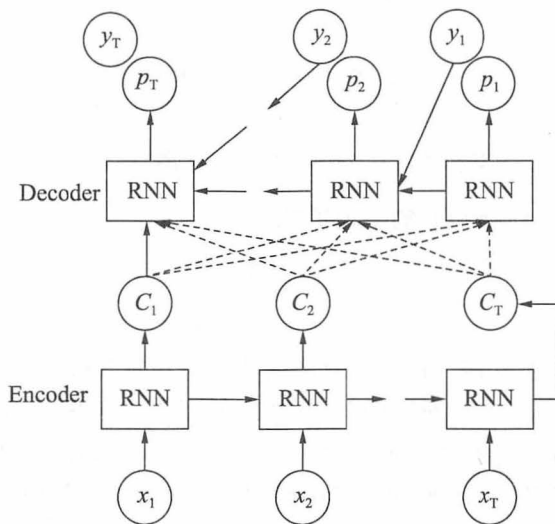 y_T y_2 y_1
p_T p_2 p_1
Decoder RNN RNN RNN
C_1 C_2 C_T
Encoder RNN RNN RNN
x_1 x_2 x_T